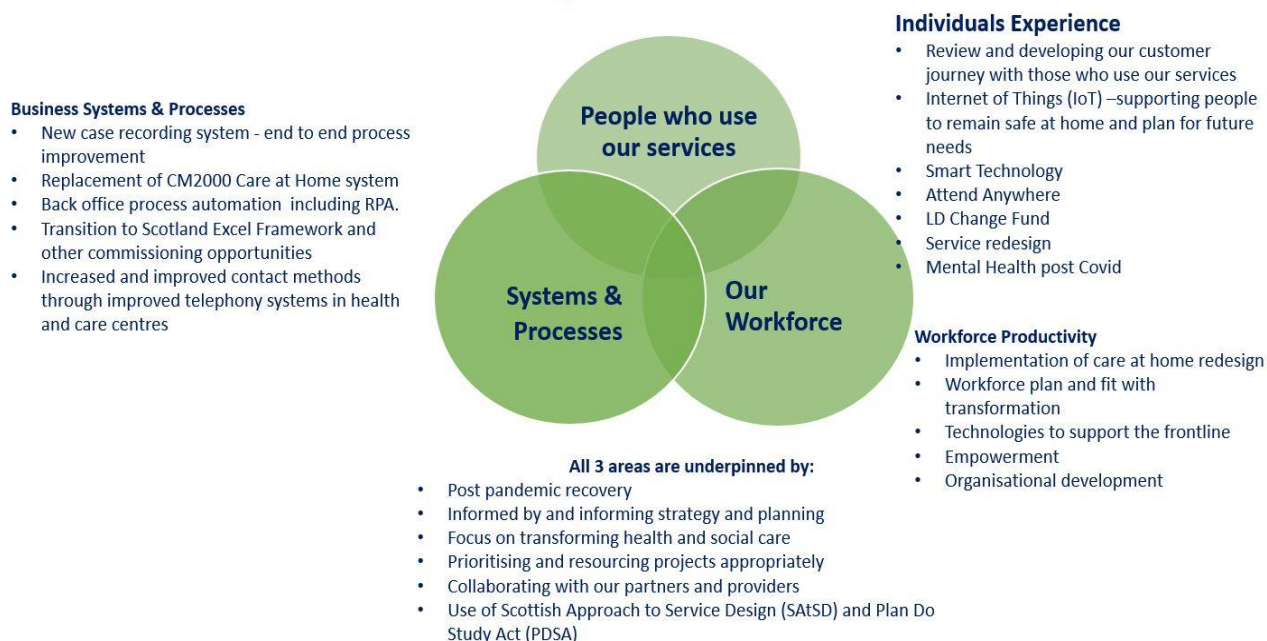 Business Systems & Processes
• New case recording system - end to end process
improvement
• Replacement of CM2000 Care at Home system
• Back office process automation including RPA.
• Transition to Scotland Excel Framework and
other commissioning opportunities
• Increased and improved contact methods
through improved telephony systems in health
and care centres
People who use
our services
Systems &
Processes
Our
Workforce
Individuals Experience
• Review and developing our customer
journey with those who use our services
• Internet of Things (IoT) –supporting people
to remain safe at home and plan for future
needs
• Smart Technology
• Attend Anywhere
• LD Change Fund
• Service redesign
• Mental Health post Covid
Workforce Productivity
• Implementation of care at home redesign
• Workforce plan and fit with
transformation
• Technologies to support the frontline
• Empowerment
• Organisational development
All 3 areas are underpinned by:
• Post pandemic recovery
• Informed by and informing strategy and planning
• Focus on transforming health and social care
• Prioritising and resourcing projects appropriately
• Collaborating with our partners and providers
• Use of Scottish Approach to Service Design (SAtSD) and Plan Do
Study Act (PDSA)